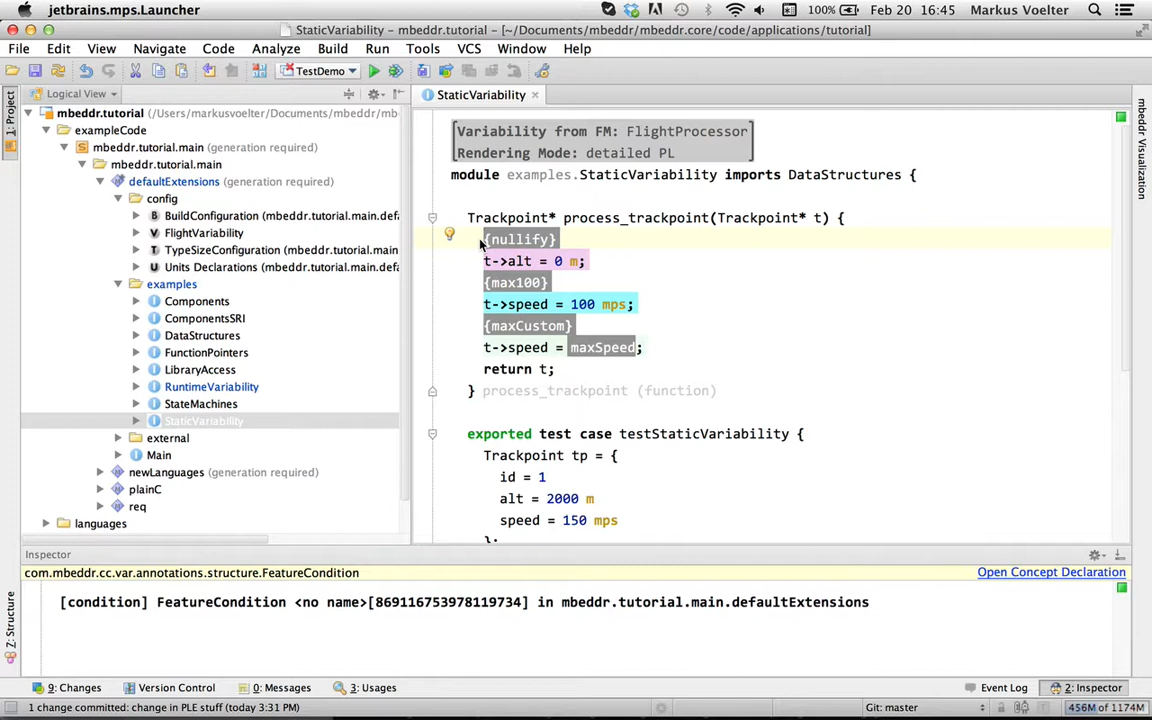 jetbrains.mps.Launcher
100%
Feb 20 16:45
Markus Voelter
StaticVariability - mbeddr.tutorial - [~/Documents/mbeddr/mbeddr.core/code/applications/tutorial]
File Edit View Navigate Code Analyze Build Run Tools VCS Window Help
TestDemo
1: Project
Logical View
StaticVariability
mbeddr Visualization
mbeddr.tutorial (/Users/markusvoelter/Documents/mbeddr/mb
exampleCode
mbeddr.tutorial.main (generation required)
mbeddr.tutorial.main
defaultExtensions (generation required)
config
BuildConfiguration (mbeddr.tutorial.main.defa
FlightVariability
TypeSizeConfiguration (mbeddr.tutorial.main.
Units Declarations (mbeddr.tutorial.main.defa
examples
Components
ComponentsSRI
DataStructures
FunctionPointers
LibraryAccess
RuntimeVariability
StateMachines
StaticVariability
external
Main
newLanguages (generation required)
plainC
req
languages
[Variability from FM: FlightProcessor]
[Rendering Mode: detailed PL]
module examples.StaticVariability imports DataStructures {
Trackpoint* process_trackpoint(Trackpoint* t) {
{nullify}
t->alt = 0 m;
{max100}
t->speed = 100 mps;
{maxCustom}
t->speed = maxSpeed;
return t;
} process_trackpoint (function)
exported test case testStaticVariability {
Trackpoint tp = {
id = 1
alt = 2000 m
speed = 150 mps
};
Inspector
com.mbeddr.cc.var.annotations.structure.FeatureCondition
Open Concept Declaration
[condition] FeatureCondition <no name>[869116753978119734] in mbeddr.tutorial.main.defaultExtensions
Z: Structure
9: Changes
Version Control
0: Messages
3: Usages
Event Log
2: Inspector
1 change committed: change in PLE stuff (today 3:31 PM)
Git: master
456M of 1174M